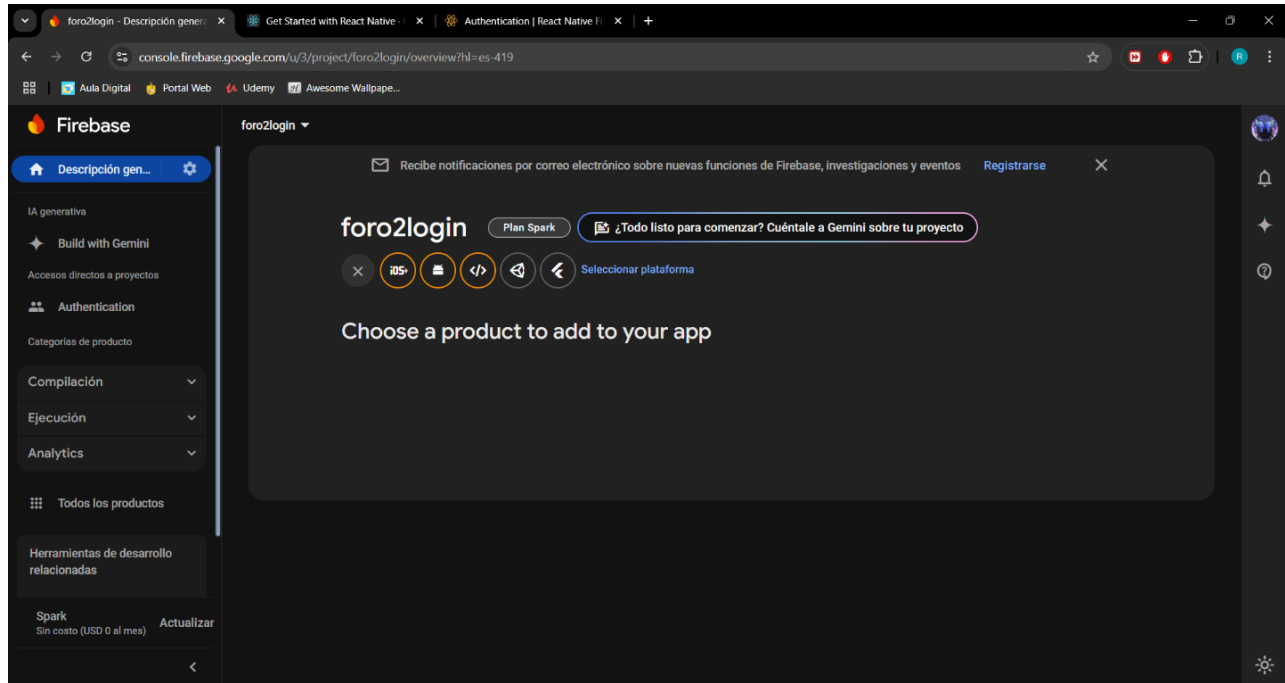 foro2login - Descripción gener
Get Started with React Native ·
Authentication | React Native Fi
console.firebase.google.com/u/3/project/foro2login/overview?hl=es-419
R
Aula Digital
Portal Web
Udemy
Awesome Wallpape...
Firebase
foro2login
Descripción gen...
Recibe notificaciones por correo electrónico sobre nuevas funciones de Firebase, investigaciones y eventos
Registrarse
IA generativa
Build with Gemini
Accesos directos a proyectos
Authentication
Categorías de producto
Compilación
Ejecución
Analytics
Todos los productos
Herramientas de desarrollo
relacionadas
Spark
Sin costo (USD 0 al mes)
Actualizar
foro2login
Plan Spark
¿Todo listo para comenzar? Cuéntale a Gemini sobre tu proyecto
iOS+
Seleccionar plataforma
Choose a product to add to your app